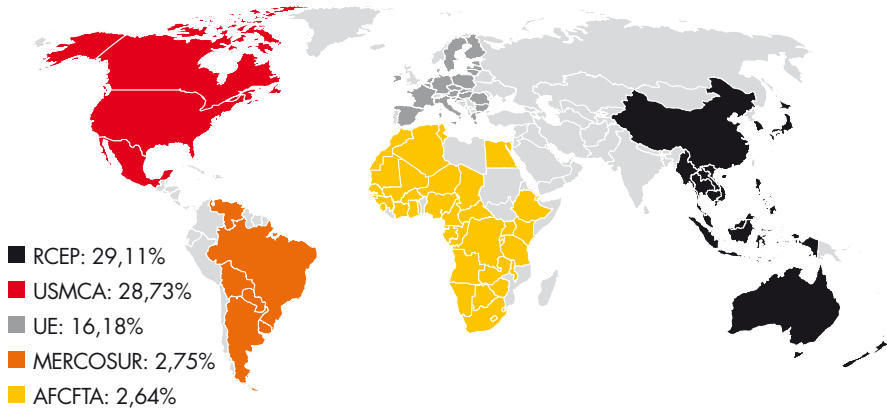 RCEP: 29,11%
USMCA: 28,73%
UE: 16,18%
MERCOSUR: 2,75%
AFCFTA: 2,64%